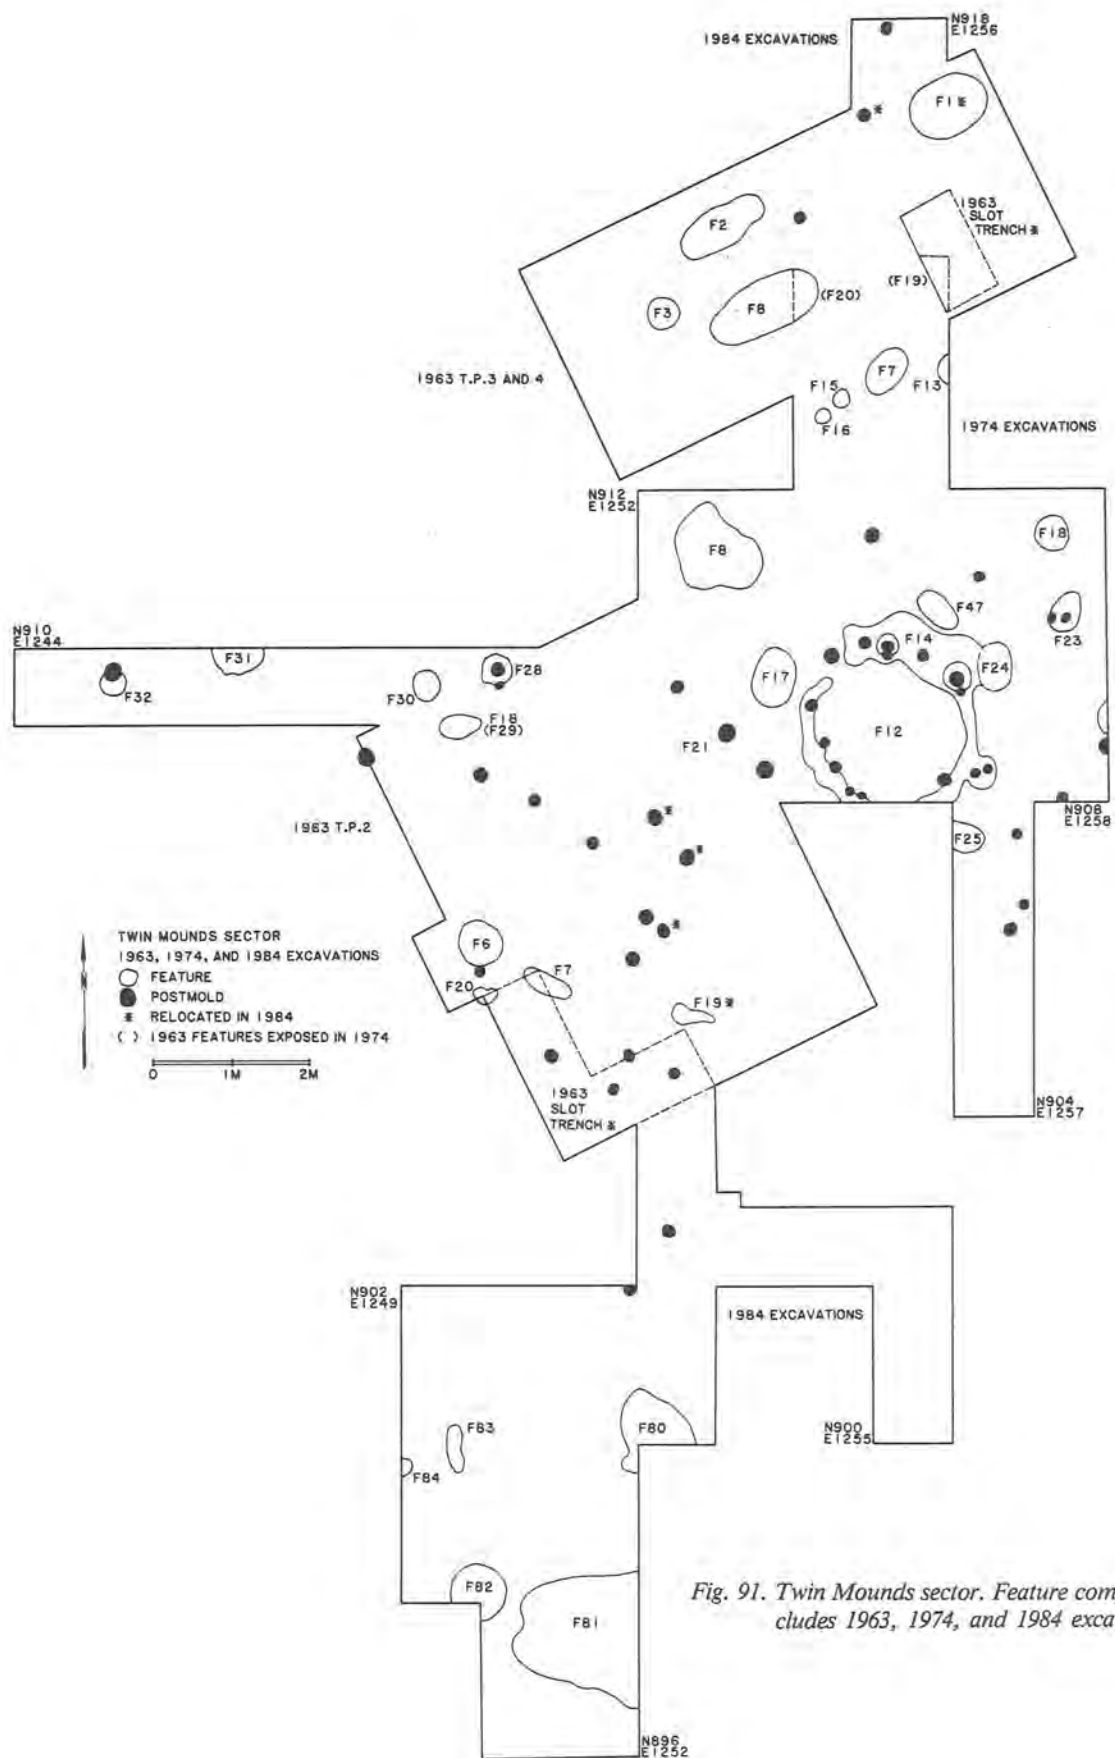 N918
E1256
1984 EXCAVATIONS
F1*
1963
SLOT
TRENCH *
F2
(F19)
(F20)
F8
F3
1963 T.P.3 AND 4
F7
F13
F15
F16
1974 EXCAVATIONS
N912
E1252
F8
F18
F47
F23
N910
E1244
F14
F31
F28
F24
F17
F32
F30
F18
(F29)
F12
F21
1963 T.P.2
N908
E1258
F25
TWIN MOUNDS SECTOR
1963, 1974, AND 1984 EXCAVATIONS
FEATURE
POSTMOLD
* RELOCATED IN 1984
( ) 1963 FEATURES EXPOSED IN 1974
0 1M 2M
F6
F7
F20
F19*
1963
SLOT
TRENCH *
N904
E1257
N902
E1249
1984 EXCAVATIONS
F83
F80
N900
E1255
F84
F82
F81
Fig. 91. Twin Mounds sector. Feature com
cludes 1963, 1974, and 1984 exca
N896
E1252